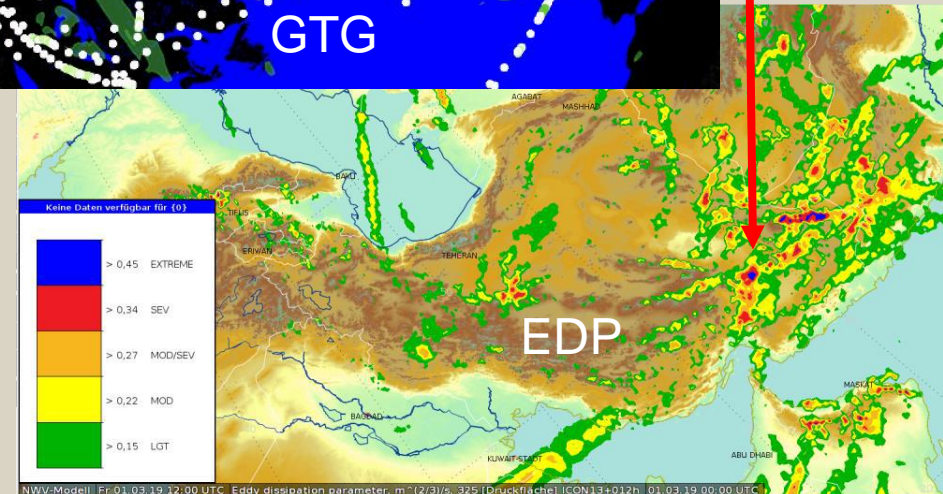 GTG
AGABAT
MASHHAD
BAKU
Keine Daten verfügbar für {0}
TIFLIS
ERIWAN
TEHERAN
> 0,45 EXTREME
> 0,34 SEV
> 0,27 MOD/SEV
> 0,22 MOD
> 0,15 LGT
EDP
MASKAT
BAGDAD
KUWAIT-STADT
ABU DHABI
NWV-Modell Fr 01.03.19 12:00 UTC Eddy dissipation parameter, m^(2/3)/s, 325 [Druckfläche] ICON13+012h 01.03.19 00:00 UTC